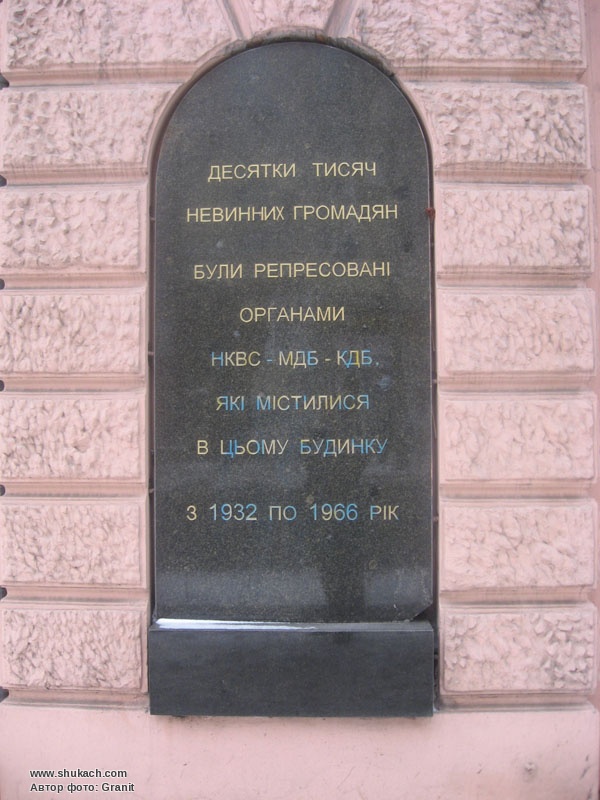 ДЕСЯТКИ ТИСЯЧ
НЕВИННИХ ГРОМАДЯН
БУЛИ РЕПРЕСОВАНІ
ОРГАНАМИ
НКВС - МДБ - КДБ,
ЯКІ МІСТИЛИСЯ
В ЦЬОМУ БУДИНКУ
З 1932 ПО 1966 РІК
www.shukach.com
Автор фото: Granit